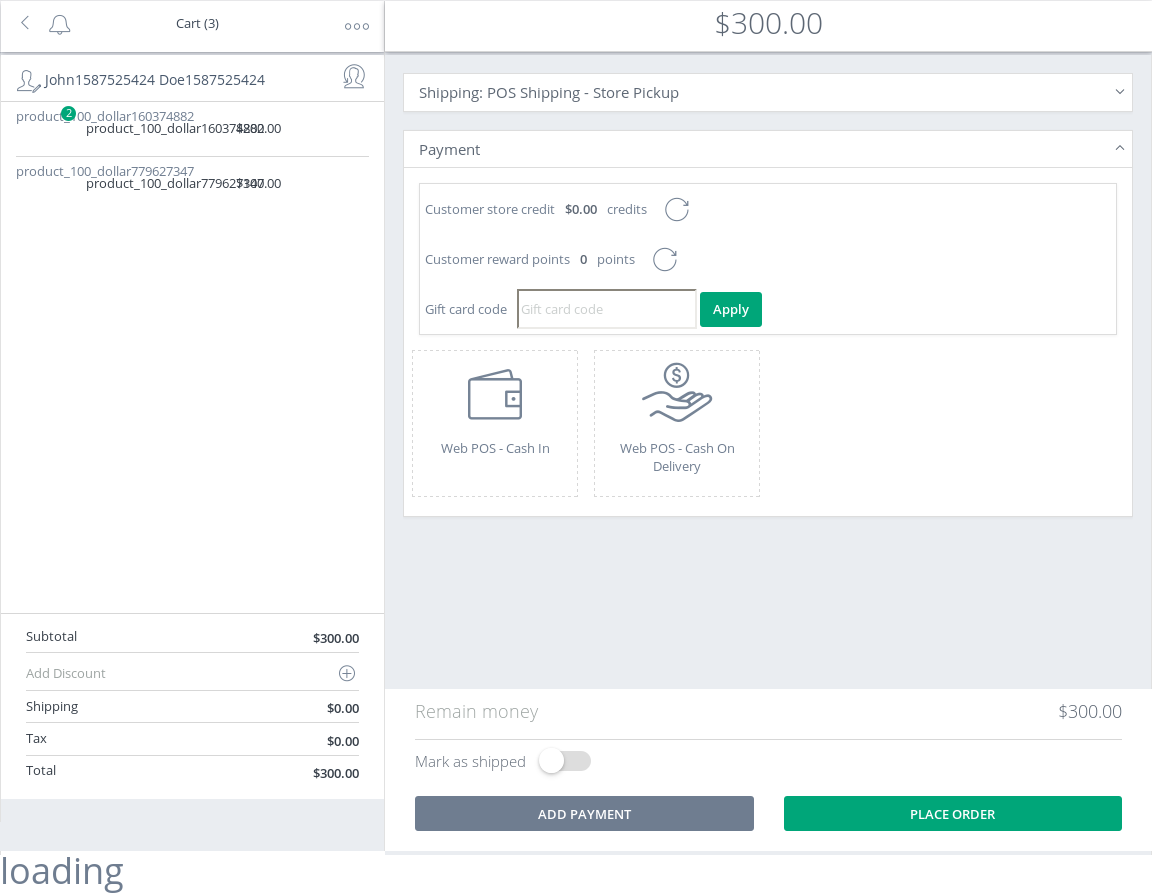 Cart (3)
$300.00
John1587525424 Doe1587525424
2
product_100_dollar160374882
product_100_dollar160374882
$200.00
product_100_dollar779627347
product_100_dollar779627347
$100.00
Subtotal $300.00
Add Discount
Shipping $0.00
Tax $0.00
Total $300.00
Shipping: POS Shipping - Store Pickup
Payment
Customer store credit $0.00 credits
Customer reward points 0 points
Gift card code Gift card code Apply
Web POS - Cash In
Web POS - Cash On
Delivery
Remain money $300.00
Mark as shipped
ADD PAYMENT PLACE ORDER
loading